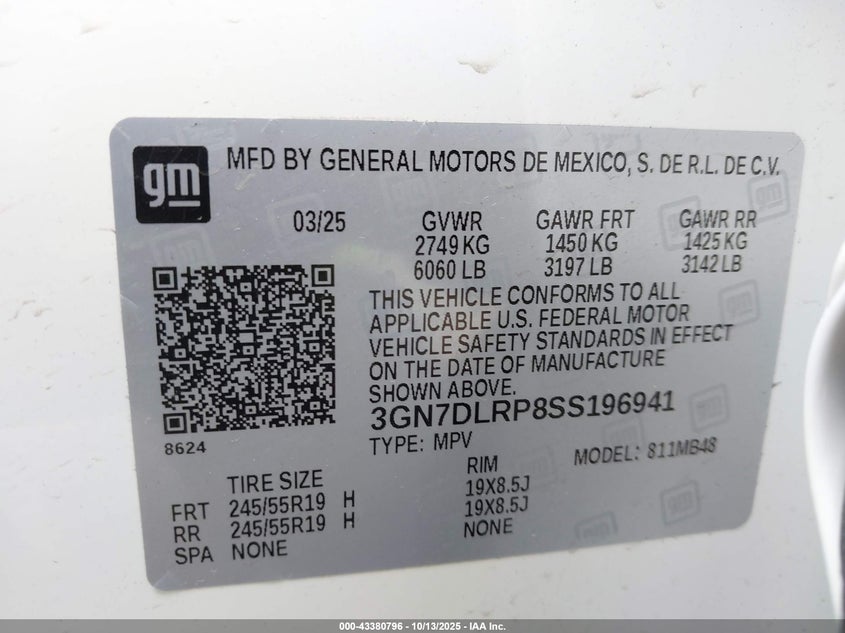 gm
MFD BY GENERAL MOTORS DE MEXICO, S. DE R.L. DE C.V.
03/25 GVWR GAWR FRT GAWR RR
2749 KG 1450 KG 1425 KG
6060 LB 3197 LB 3142 LB
THIS VEHICLE CONFORMS TO ALL
APPLICABLE U.S. FEDERAL MOTOR
VEHICLE SAFETY STANDARDS IN EFFECT
ON THE DATE OF MANUFACTURE
SHOWN ABOVE.
3GN7DLRP8SS196941
8624
TYPE: MPV MODEL: 811MB48
TIRE SIZE RIM
FRT 245/55R19 H 19X8.5J
RR 245/55R19 H 19X8.5J
SPA NONE NONE
000-43380796 - 10/13/2025 - IAA Inc.